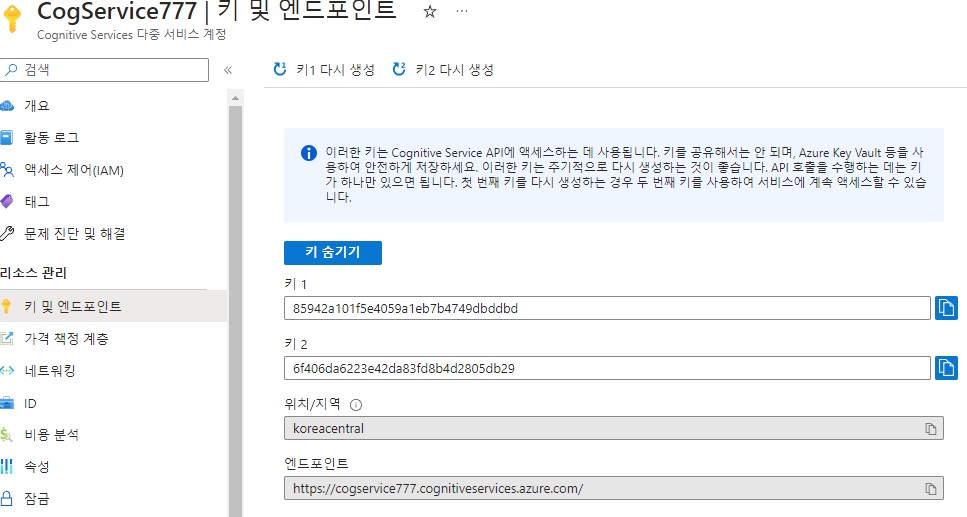 CogService777 | 키 및 엔드포인트 ☆ ···
Cognitive Services 다중 서비스 계정
검색 «
개요
활동 로그
액세스 제어(IAM)
태그
문제 진단 및 해결
리소스 관리
키 및 엔드포인트
가격 책정 계층
네트워킹
ID
비용 분석
속성
잠금
키1 다시 생성 키2 다시 생성
이러한 키는 Cognitive Service API에 액세스하는 데 사용됩니다. 키를 공유해서는 안 되며, Azure Key Vault 등을 사
용하여 안전하게 저장하세요. 이러한 키는 주기적으로 다시 생성하는 것이 좋습니다. API 호출을 수행하는 데는 키
가 하나만 있으면 됩니다. 첫 번째 키를 다시 생성하는 경우 두 번째 키를 사용하여 서비스에 계속 액세스할 수 있습
니다.
키 숨기기
키 1
85942a101f5e4059a1eb7b4749dbddbd
키 2
6f406da6223e42da83fd8b4d2805db29
위치/지역
koreacentral
엔드포인트
https://cogservice777.cognitiveservices.azure.com/